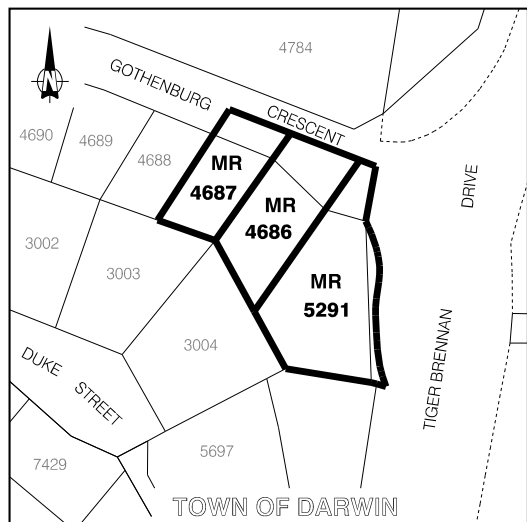 4784
N
GOTHENBURG CRESCENT
4690
4689
4688
MR
4687
MR
4686
DRIVE
3002
3003
MR
5291
3004
TIGER BRENNAN
DUKE STREET
5697
7429
TOWN OF DARWIN